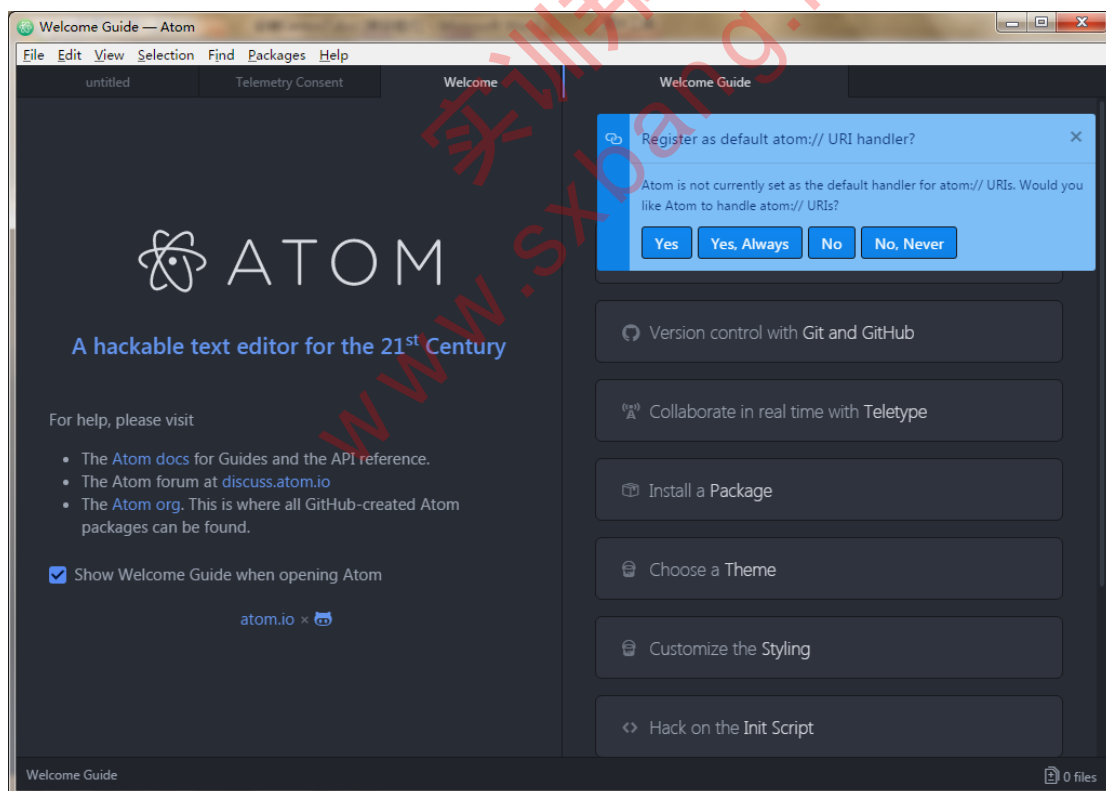 Welcome Guide — Atom
File Edit View Selection Find Packages Help
untitled
Telemetry Consent
Welcome
Welcome Guide
ATOM
A hackable text editor for the 21st Century
For help, please visit
The Atom docs for Guides and the API reference.
The Atom forum at discuss.atom.io
The Atom org. This is where all GitHub-created Atom
packages can be found.
Show Welcome Guide when opening Atom
atom.io ×
Register as default atom:// URI handler?
Atom is not currently set as the default handler for atom:// URIs. Would you
like Atom to handle atom:// URIs?
Yes
Yes, Always
No
No, Never
Version control with Git and GitHub
Collaborate in real time with Teletype
Install a Package
Choose a Theme
Customize the Styling
Hack on the Init Script
Welcome Guide
0 files
实训
www.sxbang.